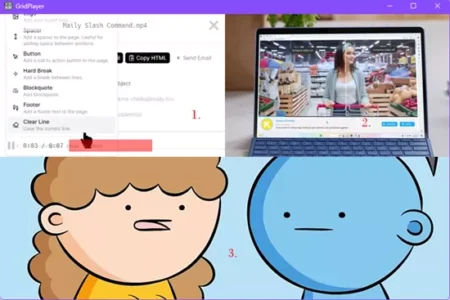 GridPlayer
Maily Slash Command.mp4
Spacer
Add a spacer to the page. Useful for
adding space between sections.
Button
Add a call to action button to the page.
Copy HTML
Send Email
Hard Break
Add a break between lines.
Blockquote
Add blockquote.
Footer
Add a footer text to the page.
Clear Line
Clear the current line.
1.
2.
0:03 / 0:07
3.